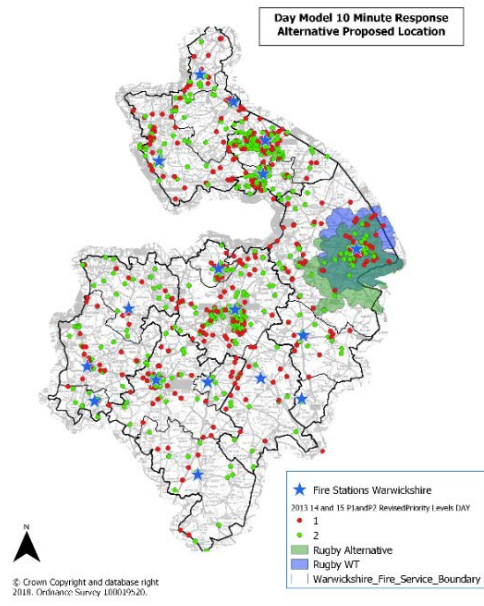 Day Model 10 Minute Response
Alternative Proposed Location
Fire Stations Warwickshire
2013 14 and 15 P1andP2 RevisedPriority Levels DAY
1
2
Rugby Alternative
Rugby WT
Warwickshire_Fire_Service_Boundary
N
© Crown Copyright and database right
2018. Ordnance Survey 100019520.